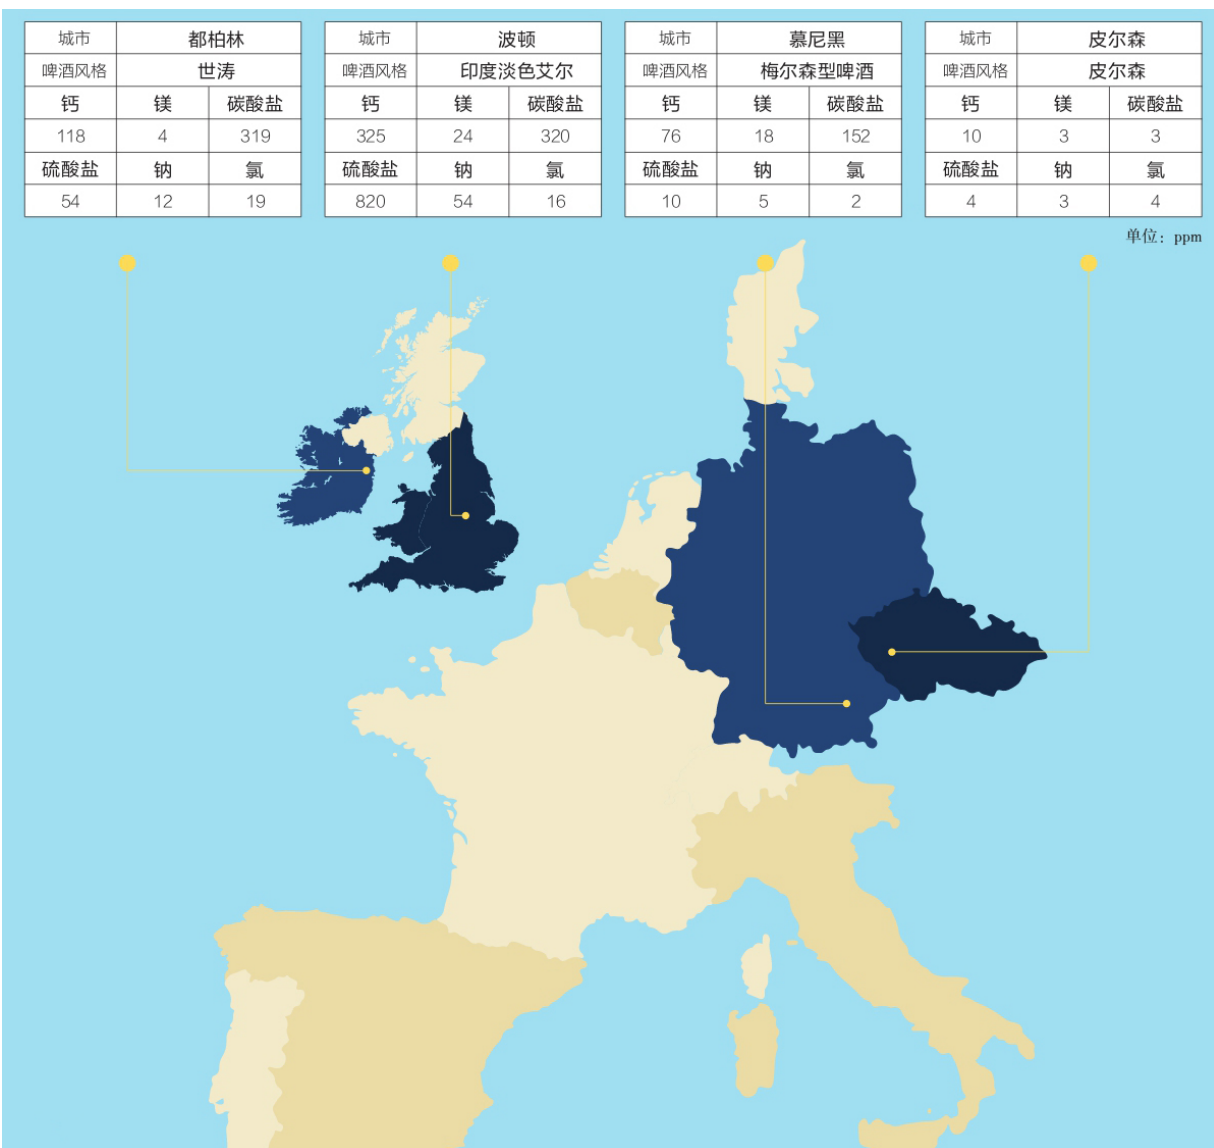 城市 都柏林
啤酒风格 世涛
钙 镁 碳酸盐
118 4 319
硫酸盐 钠 氯
54 12 19
城市 波顿
啤酒风格 印度淡色艾尔
钙 镁 碳酸盐
325 24 320
硫酸盐 钠 氯
820 54 16
城市 慕尼黑
啤酒风格 梅尔森型啤酒
钙 镁 碳酸盐
76 18 152
硫酸盐 钠 氯
10 5 2
城市 皮尔森
啤酒风格 皮尔森
钙 镁 碳酸盐
10 3 3
硫酸盐 钠 氯
4 3 4
单位：ppm